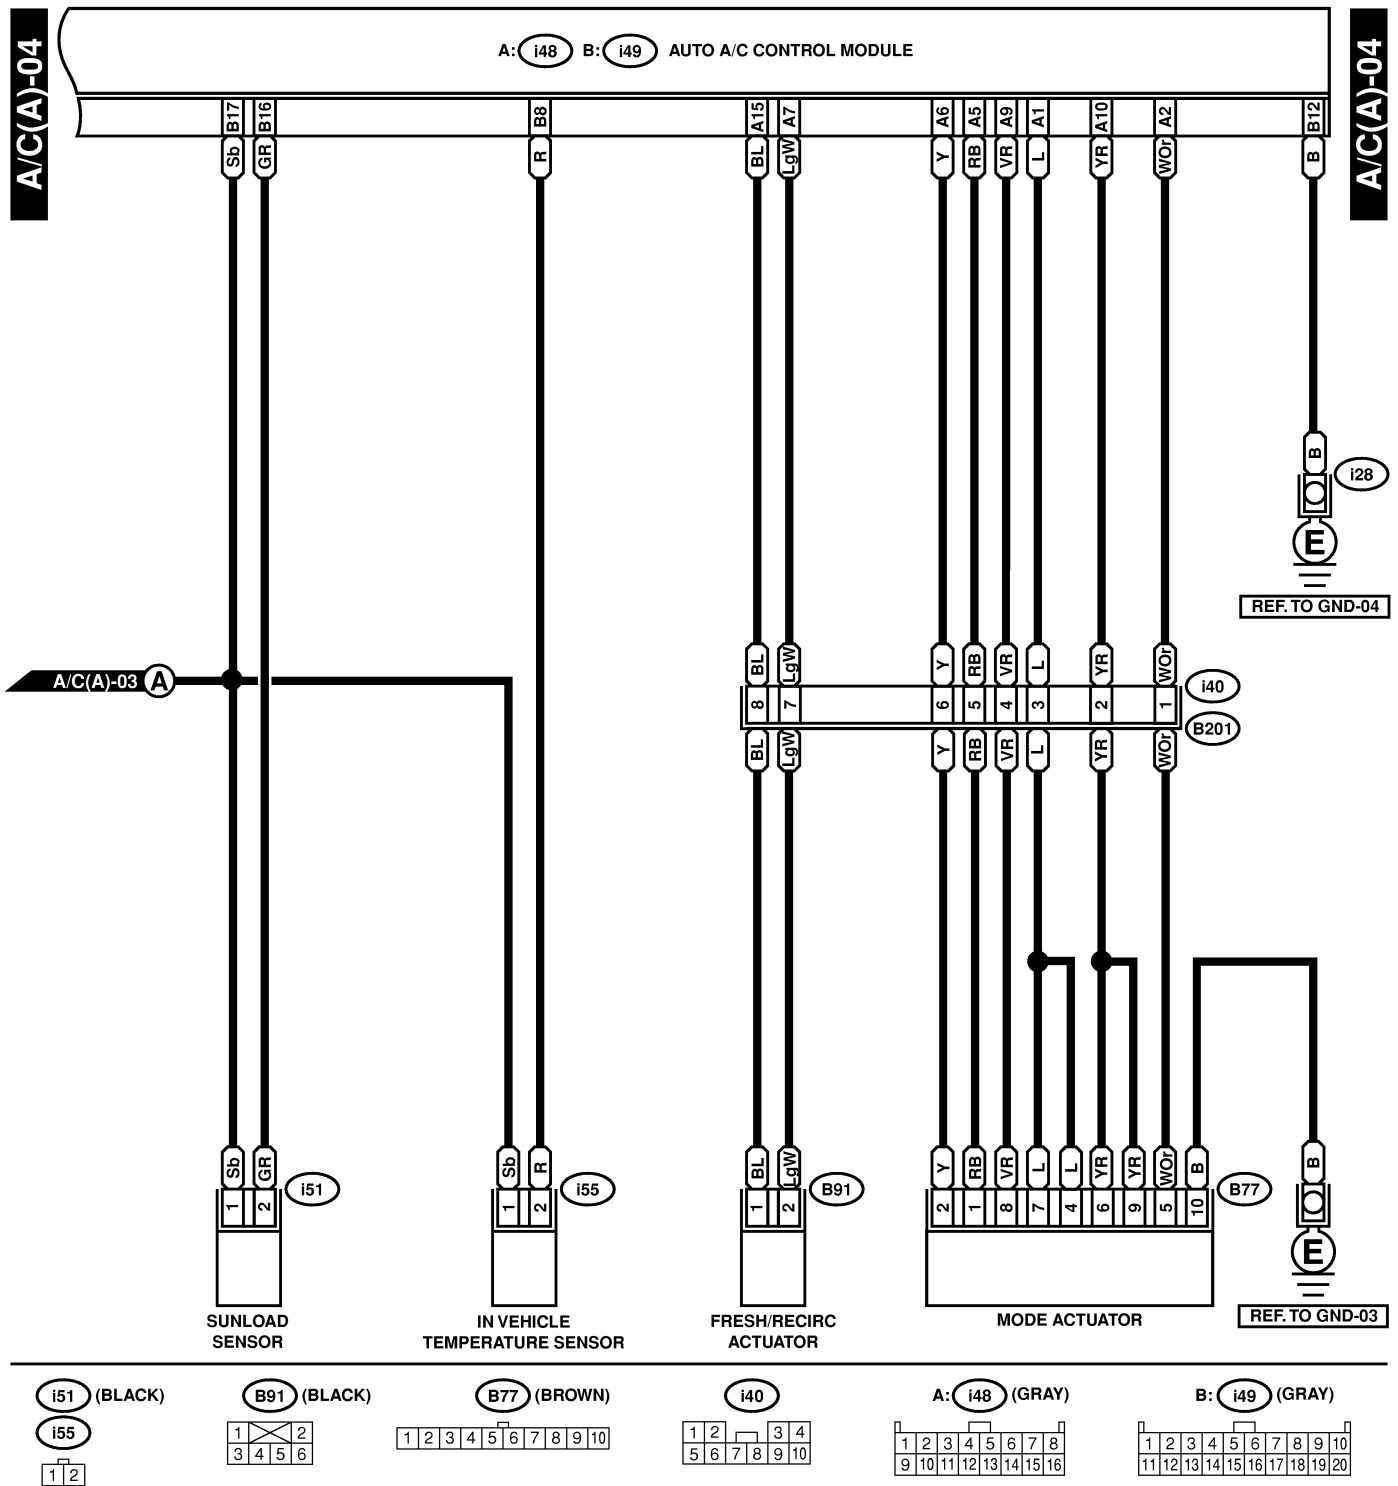 A/C(A)-04
A/C(A)-04
A: i48 B: i49 AUTO A/C CONTROL MODULE
B17 B16 B8 A15 A7 A6 A5 A9 A1 A10 A2 B12
Sb GR R BL LgW Y RB VR L YR WOr B
B
i28
E
REF. TO GND-04
A/C(A)-03 A
BL LgW Y RB VR L YR WOr
i40
8 7 6 5 4 3 2 1
B201
BL LgW Y RB VR L YR WOr
Sb GR Sb R BL LgW Y RB VR L L YR YR WOr B B
i51 i55 B91 B77
1 2 1 2 1 2 2 1 8 7 4 6 9 5 10
E
SUNLOAD
SENSOR
IN VEHICLE
TEMPERATURE SENSOR
FRESH/RECIRC
ACTUATOR
MODE ACTUATOR
REF. TO GND-03
i51 (BLACK)
i55
1 2
B91 (BLACK)
1 2
3 4 5 6
B77 (BROWN)
1 2 3 4 5 6 7 8 9 10
i40
1 2 3 4
5 6 7 8 9 10
A: i48 (GRAY)
1 2 3 4 5 6 7 8
9 10 11 12 13 14 15 16
B: i49 (GRAY)
1 2 3 4 5 6 7 8 9 10
11 12 13 14 15 16 17 18 19 20